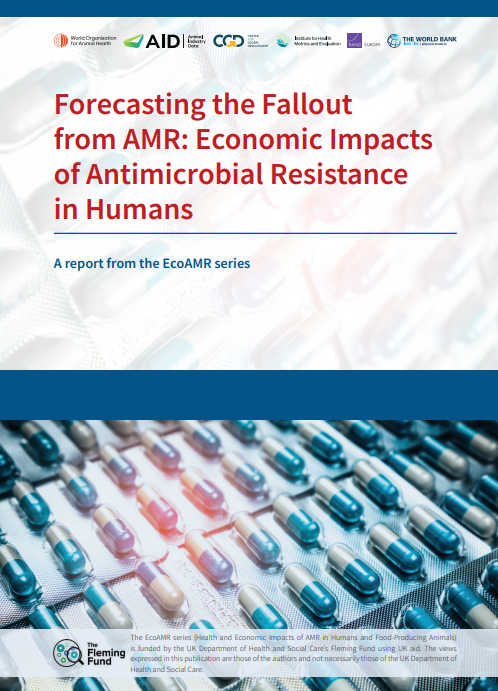 World Organisation
for Animal Health
AID
Animal
Industry
Data
CGD
CENTER
FOR
GLOBAL
DEVELOPMENT
Institute for Health
Metrics and Evaluation
RAND
EUROPE
THE WORLD BANK
Forecasting the Fallout
from AMR: Economic Impacts
of Antimicrobial Resistance
in Humans
A report from the EcoAMR series
The
Fleming
Fund
The EcoAMR series (Health and Economic Impacts of AMR in Humans and Food-Producing Animals)
is funded by the UK Department of Health and Social Care's Fleming Fund using UK aid. The views
expressed in this publication are those of the authors and not necessarily those of the UK Department of
Health and Social Care.